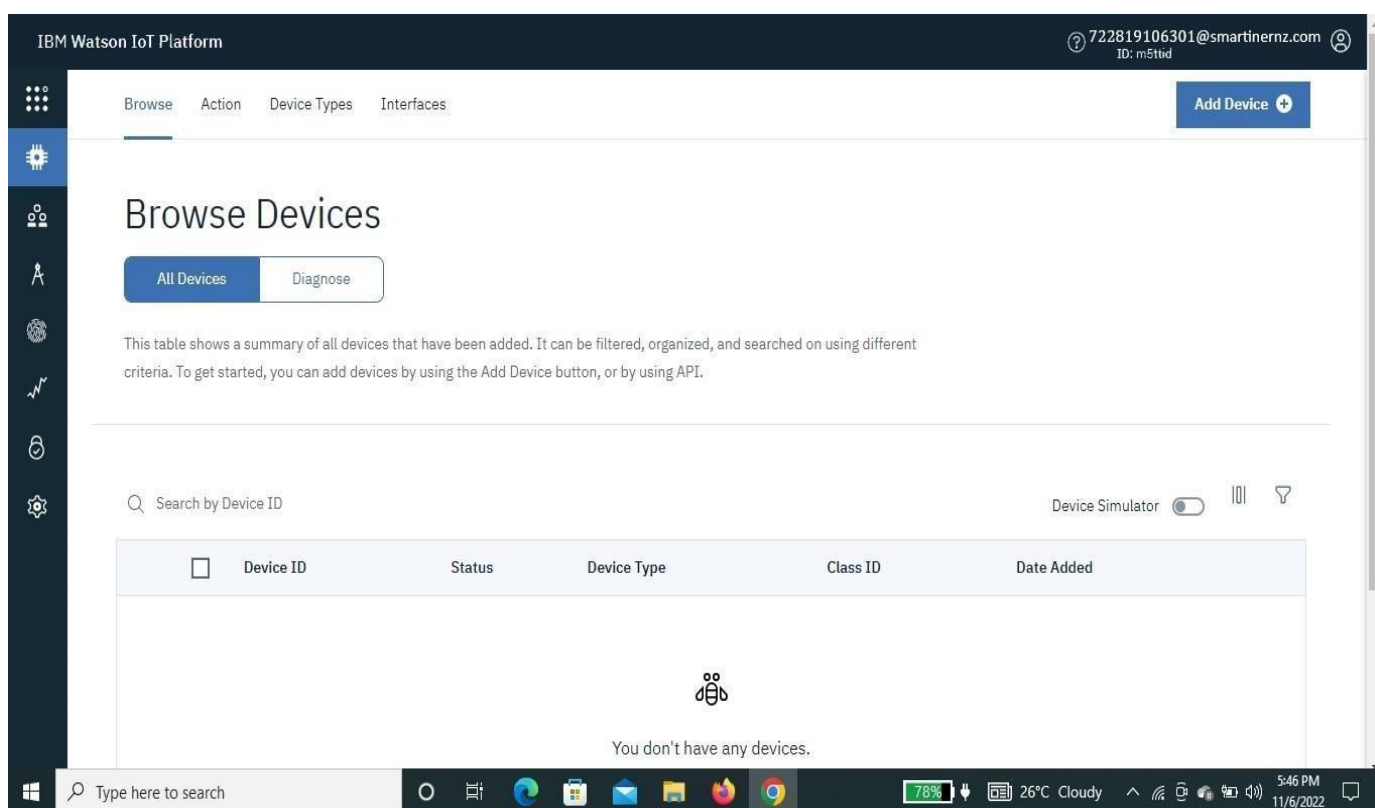 IBM Watson IoT Platform
722819106301@smartinernz.com
ID: m5ttid
Browse Action Device Types Interfaces
Add Device
Browse Devices
All Devices Diagnose
This table shows a summary of all devices that have been added. It can be filtered, organized, and searched on using different
criteria. To get started, you can add devices by using the Add Device button, or by using API.
Search by Device ID
Device Simulator
Device ID Status Device Type Class ID Date Added
You don't have any devices.
Type here to search
78%
26°C Cloudy
5:46 PM
11/6/2022